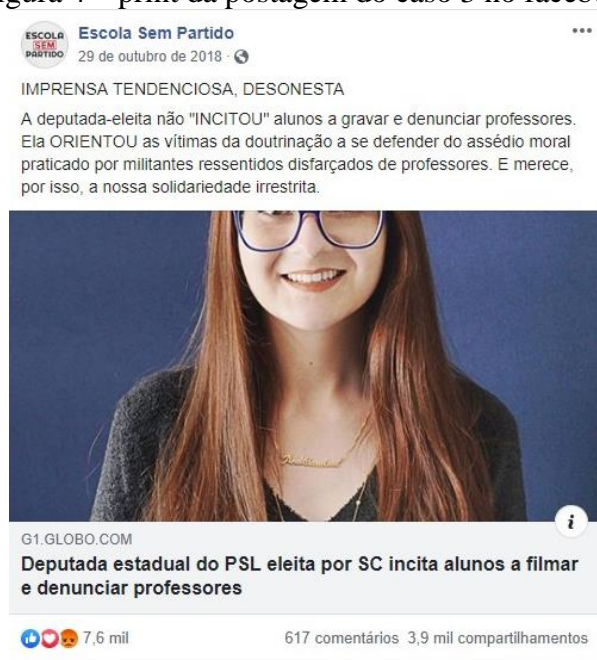 print da postagem do caso 3 no
ESCOLA
SEM
PARTIDO
Escola Sem Partido
29 de outubro de 2018 ·
IMPRENSA TENDENCIOSA, DESONESTA
A deputada-eleita não "INCITOU" alunos a gravar e denunciar professores.
Ela ORIENTOU as vítimas da doutrinação a se defender do assédio moral
praticado por militantes ressentidos disfarçados de professores. E merece,
por isso, a nossa solidariedade irrestrita.
i
G1.GLOBO.COM
Deputada estadual do PSL eleita por SC incita alunos a filmar
e denunciar professores
7,6 mil
617 comentários 3,9 mil compartilhamentos